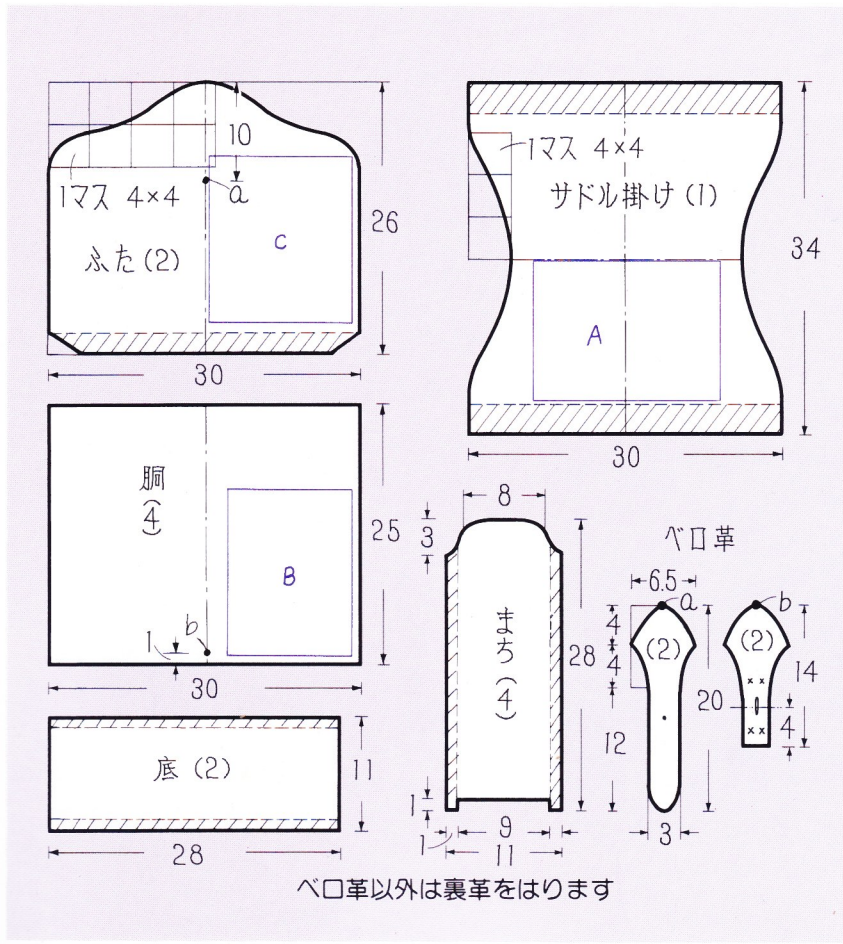 10
1マス 4×4
a
ふた(2)
C
26
30
1マス 4×4
サドル掛け(1)
A
34
30
胴(4)
B
b
1
25
30
底(2)
11
28
8
3
まち(4)
28
1
1
9
11
ベロ革
6.5
a
4
4
(2)
12
20
3
b
(2)
14
4
ベロ革以外は裏革をはります